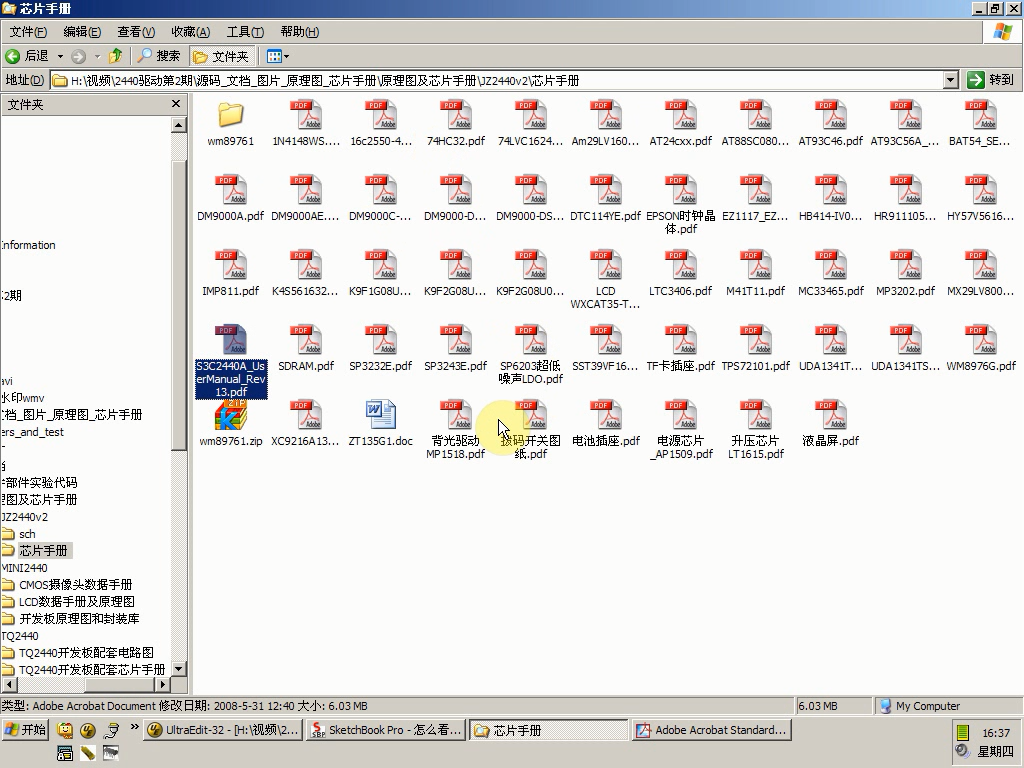 芯片手册
文件(F) 编辑(E) 查看(V) 收藏(A) 工具(T) 帮助(H)
后退 搜索 文件夹
地址(D) H:\视频\2440驱动第2期\源码_文档_图片_原理图_芯片手册\原理图及芯片手册\JZ2440v2\芯片手册 转到
文件夹
nformation
2期
avi
水印wmv
文档_图片_原理图_芯片手册
ers_and_test
部件实验代码
理图及芯片手册
JZ2440v2
sch
芯片手册
MINI2440
CMOS摄像头数据手册
LCD数据手册及原理图
开发板原理图和封装库
TQ2440
TQ2440开发板配套电路图
TQ2440开发板配套芯片手册
wm89761 1N4148WS.... 16c2550-4... 74HC32.pdf 74LVC1624... Am29LV160... AT24cxx.pdf AT88SC080... AT93C46.pdf AT93C56A_... BAT54_SE...
DM9000A.pdf DM9000AE.... DM9000C-... DM9000-D... DM9000-DS... DTC114YE.pdf EPSON时钟晶体.pdf EZ1117_EZ... HB414-IV0... HR911105... HY57V5616...
IMP811.pdf K4S561632... K9F1G08U... K9F2G08U... K9F2G08U0... LCD WXCAT35-T... LTC3406.pdf M41T11.pdf MC33465.pdf MP3202.pdf MX29LV800...
S3C2440A_UserManual_Rev13.pdf SDRAM.pdf SP3232E.pdf SP3243E.pdf SP6203超低噪声LDO.pdf SST39VF16... TF卡插座.pdf TPS72101.pdf UDA1341T... UDA1341TS... WM8976G.pdf
wm89761.zip XC9216A13... ZT135G1.doc 背光驱动MP1518.pdf 拨码开关图纸.pdf 电池插座.pdf 电源芯片_AP1509.pdf 升压芯片LT1615.pdf 液晶屏.pdf
类型: Adobe Acrobat Document 修改日期: 2008-5-31 12:40 大小: 6.03 MB 6.03 MB My Computer
开始 UltraEdit-32 - [H:\视频\2... SketchBook Pro - 怎么看... 芯片手册 Adobe Acrobat Standard...
16:37
星期四